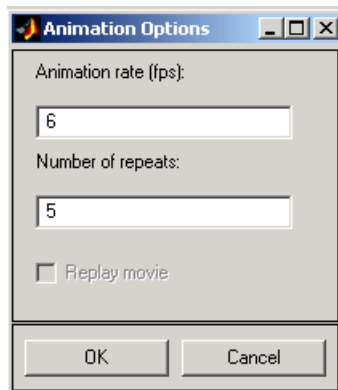 Animation Options
Animation rate (fps):
6
Number of repeats:
5
Replay movie
OK Cancel